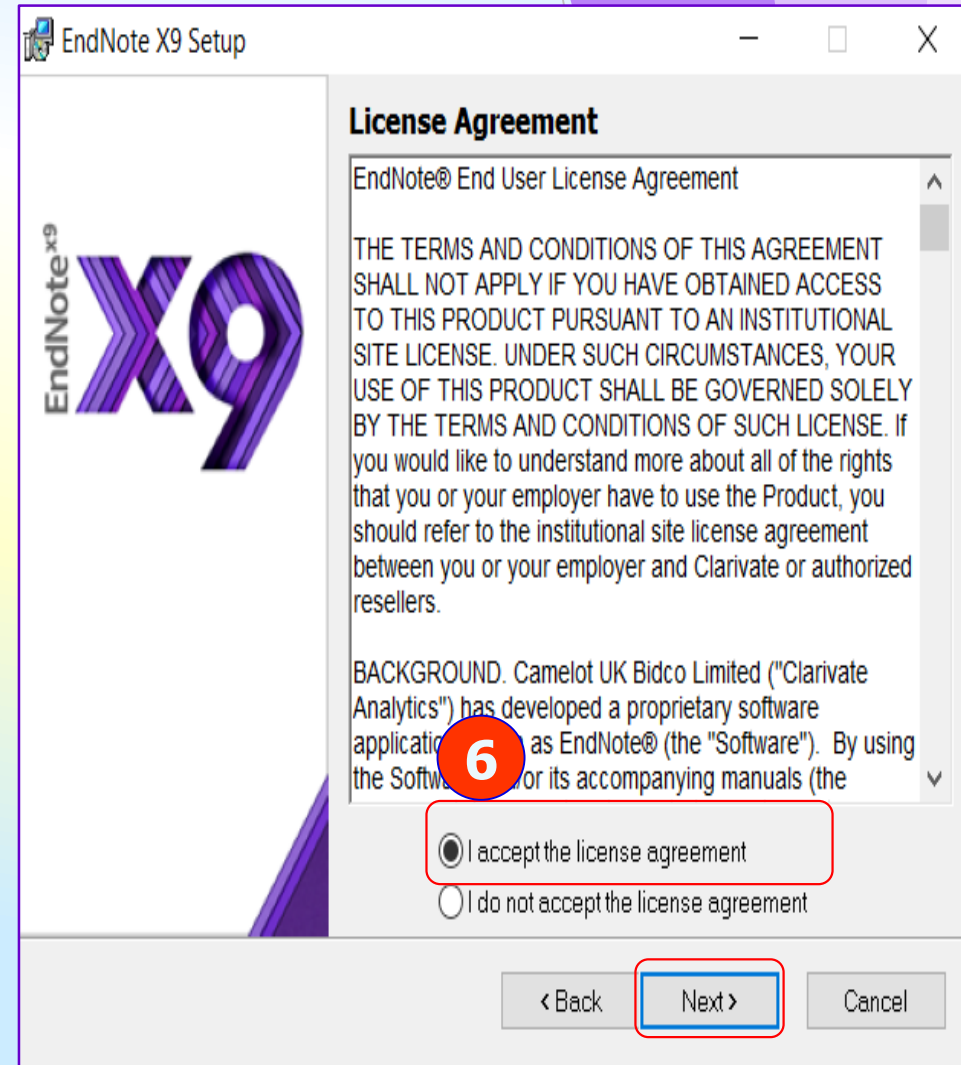 EndNote X9 Setup
License Agreement
EndNote® End User License Agreement
THE TERMS AND CONDITIONS OF THIS AGREEMENT
SHALL NOT APPLY IF YOU HAVE OBTAINED ACCESS
TO THIS PRODUCT PURSUANT TO AN INSTITUTIONAL
SITE LICENSE. UNDER SUCH CIRCUMSTANCES, YOUR
USE OF THIS PRODUCT SHALL BE GOVERNED SOLELY
BY THE TERMS AND CONDITIONS OF SUCH LICENSE. If
you would like to understand more about all of the rights
that you or your employer have to use the Product, you
should refer to the institutional site license agreement
between you or your employer and Clarivate or authorized
resellers.
BACKGROUND. Camelot UK Bidco Limited ("Clarivate
Analytics") has developed a proprietary software
as EndNote® (the "Software"). By using
the /or its accompanying manuals (the
6
EndNote x9
X9
I accept the license agreement
I do not accept the license agreement
< Back
Next >
Cancel